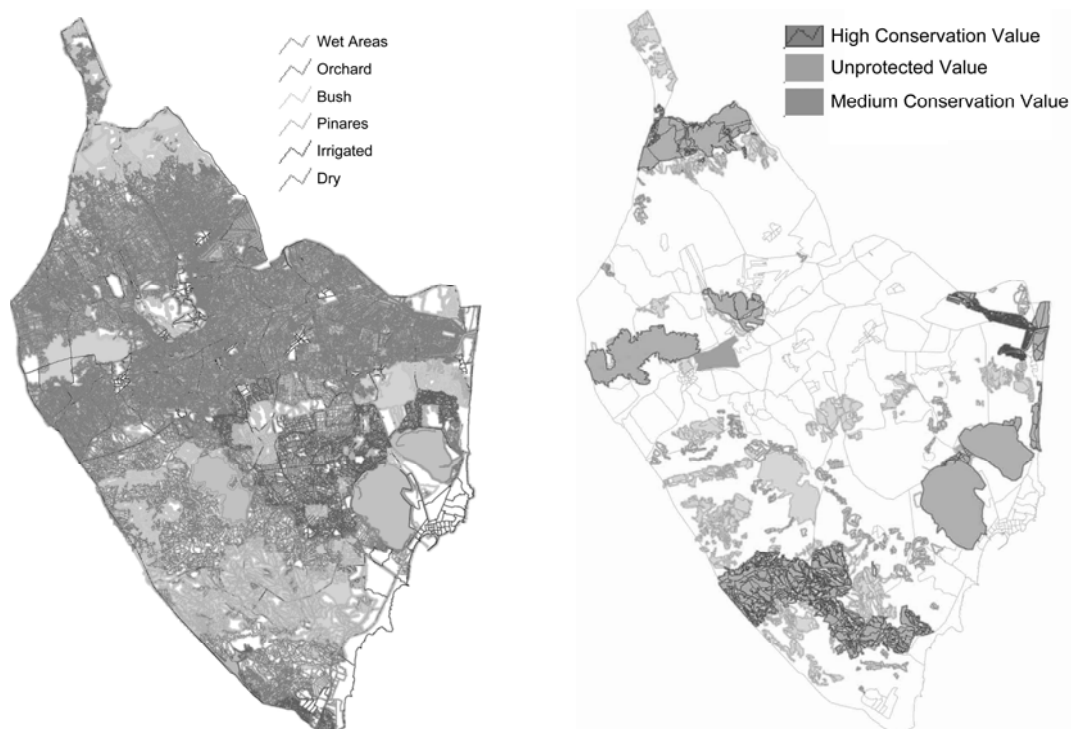 Wet Areas
Orchard
Bush
Pinares
Irrigated
Dry
High Conservation Value
Unprotected Value
Medium Conservation Value